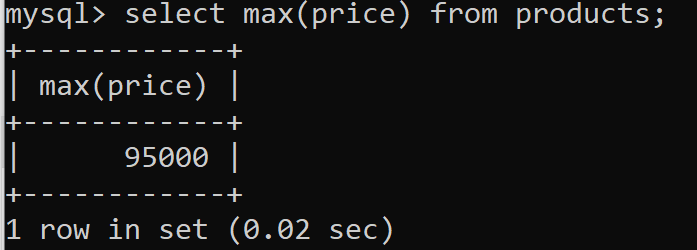 mysql> select max(price) from products;
+------------+
| max(price) |
+------------+
|      95000 |
+------------+
1 row in set (0.02 sec)